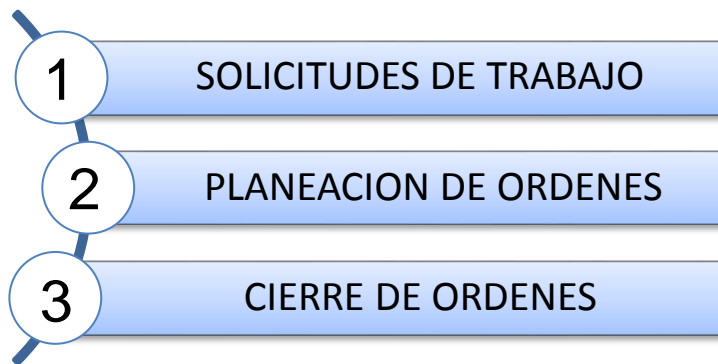 1 SOLICITUDES DE TRABAJO
2 PLANEACION DE ORDENES
3 CIERRE DE ORDENES